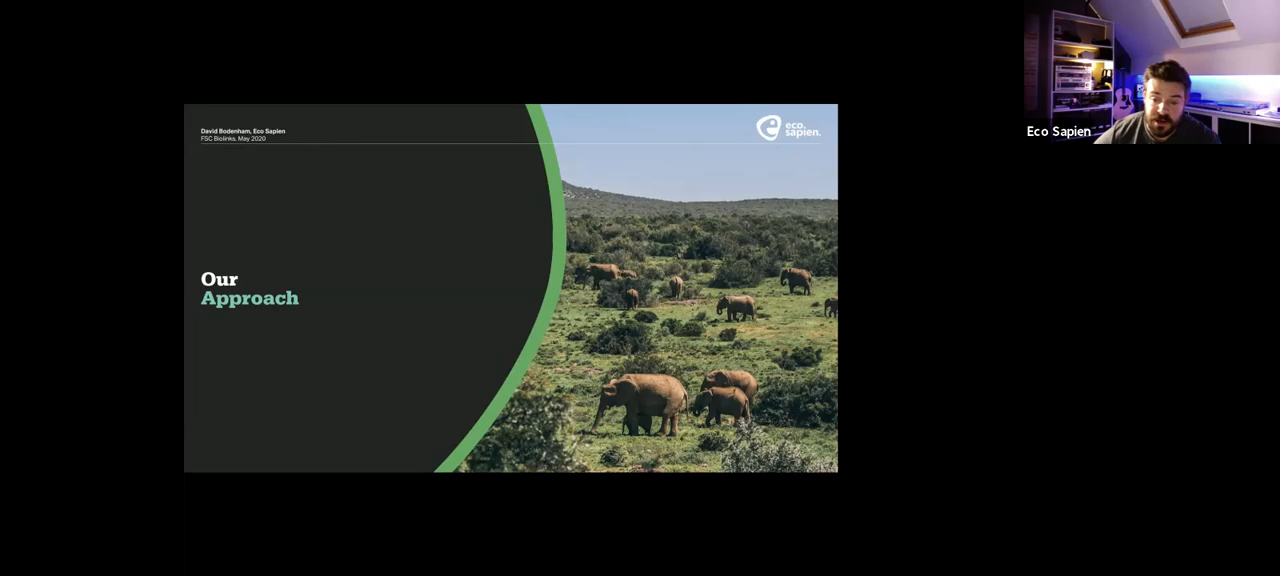 David Bodenham, Eco Sapien
FSC Biolinks, May 2020
eco.
sapien.
Our
Approach
Eco Sapien